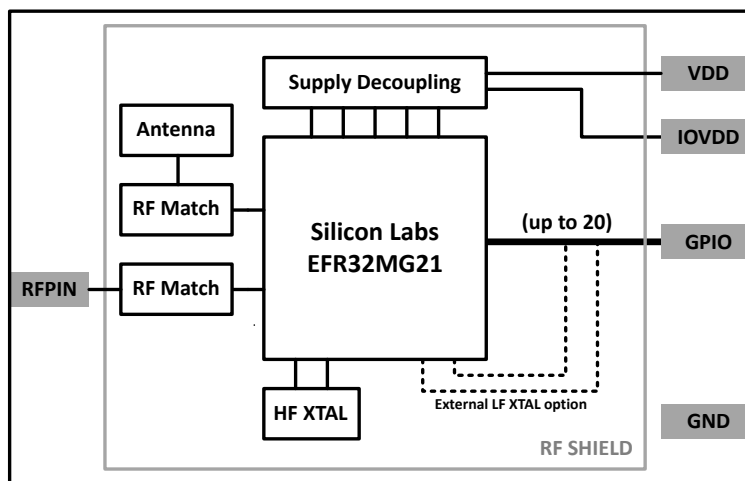 Supply Decoupling
VDD
Antenna
IOVDD
RF Match
Silicon Labs
EFR32MG21
(up to 20)
GPIO
RFPIN
RF Match
HF XTAL
External LF XTAL option
GND
RF SHIELD